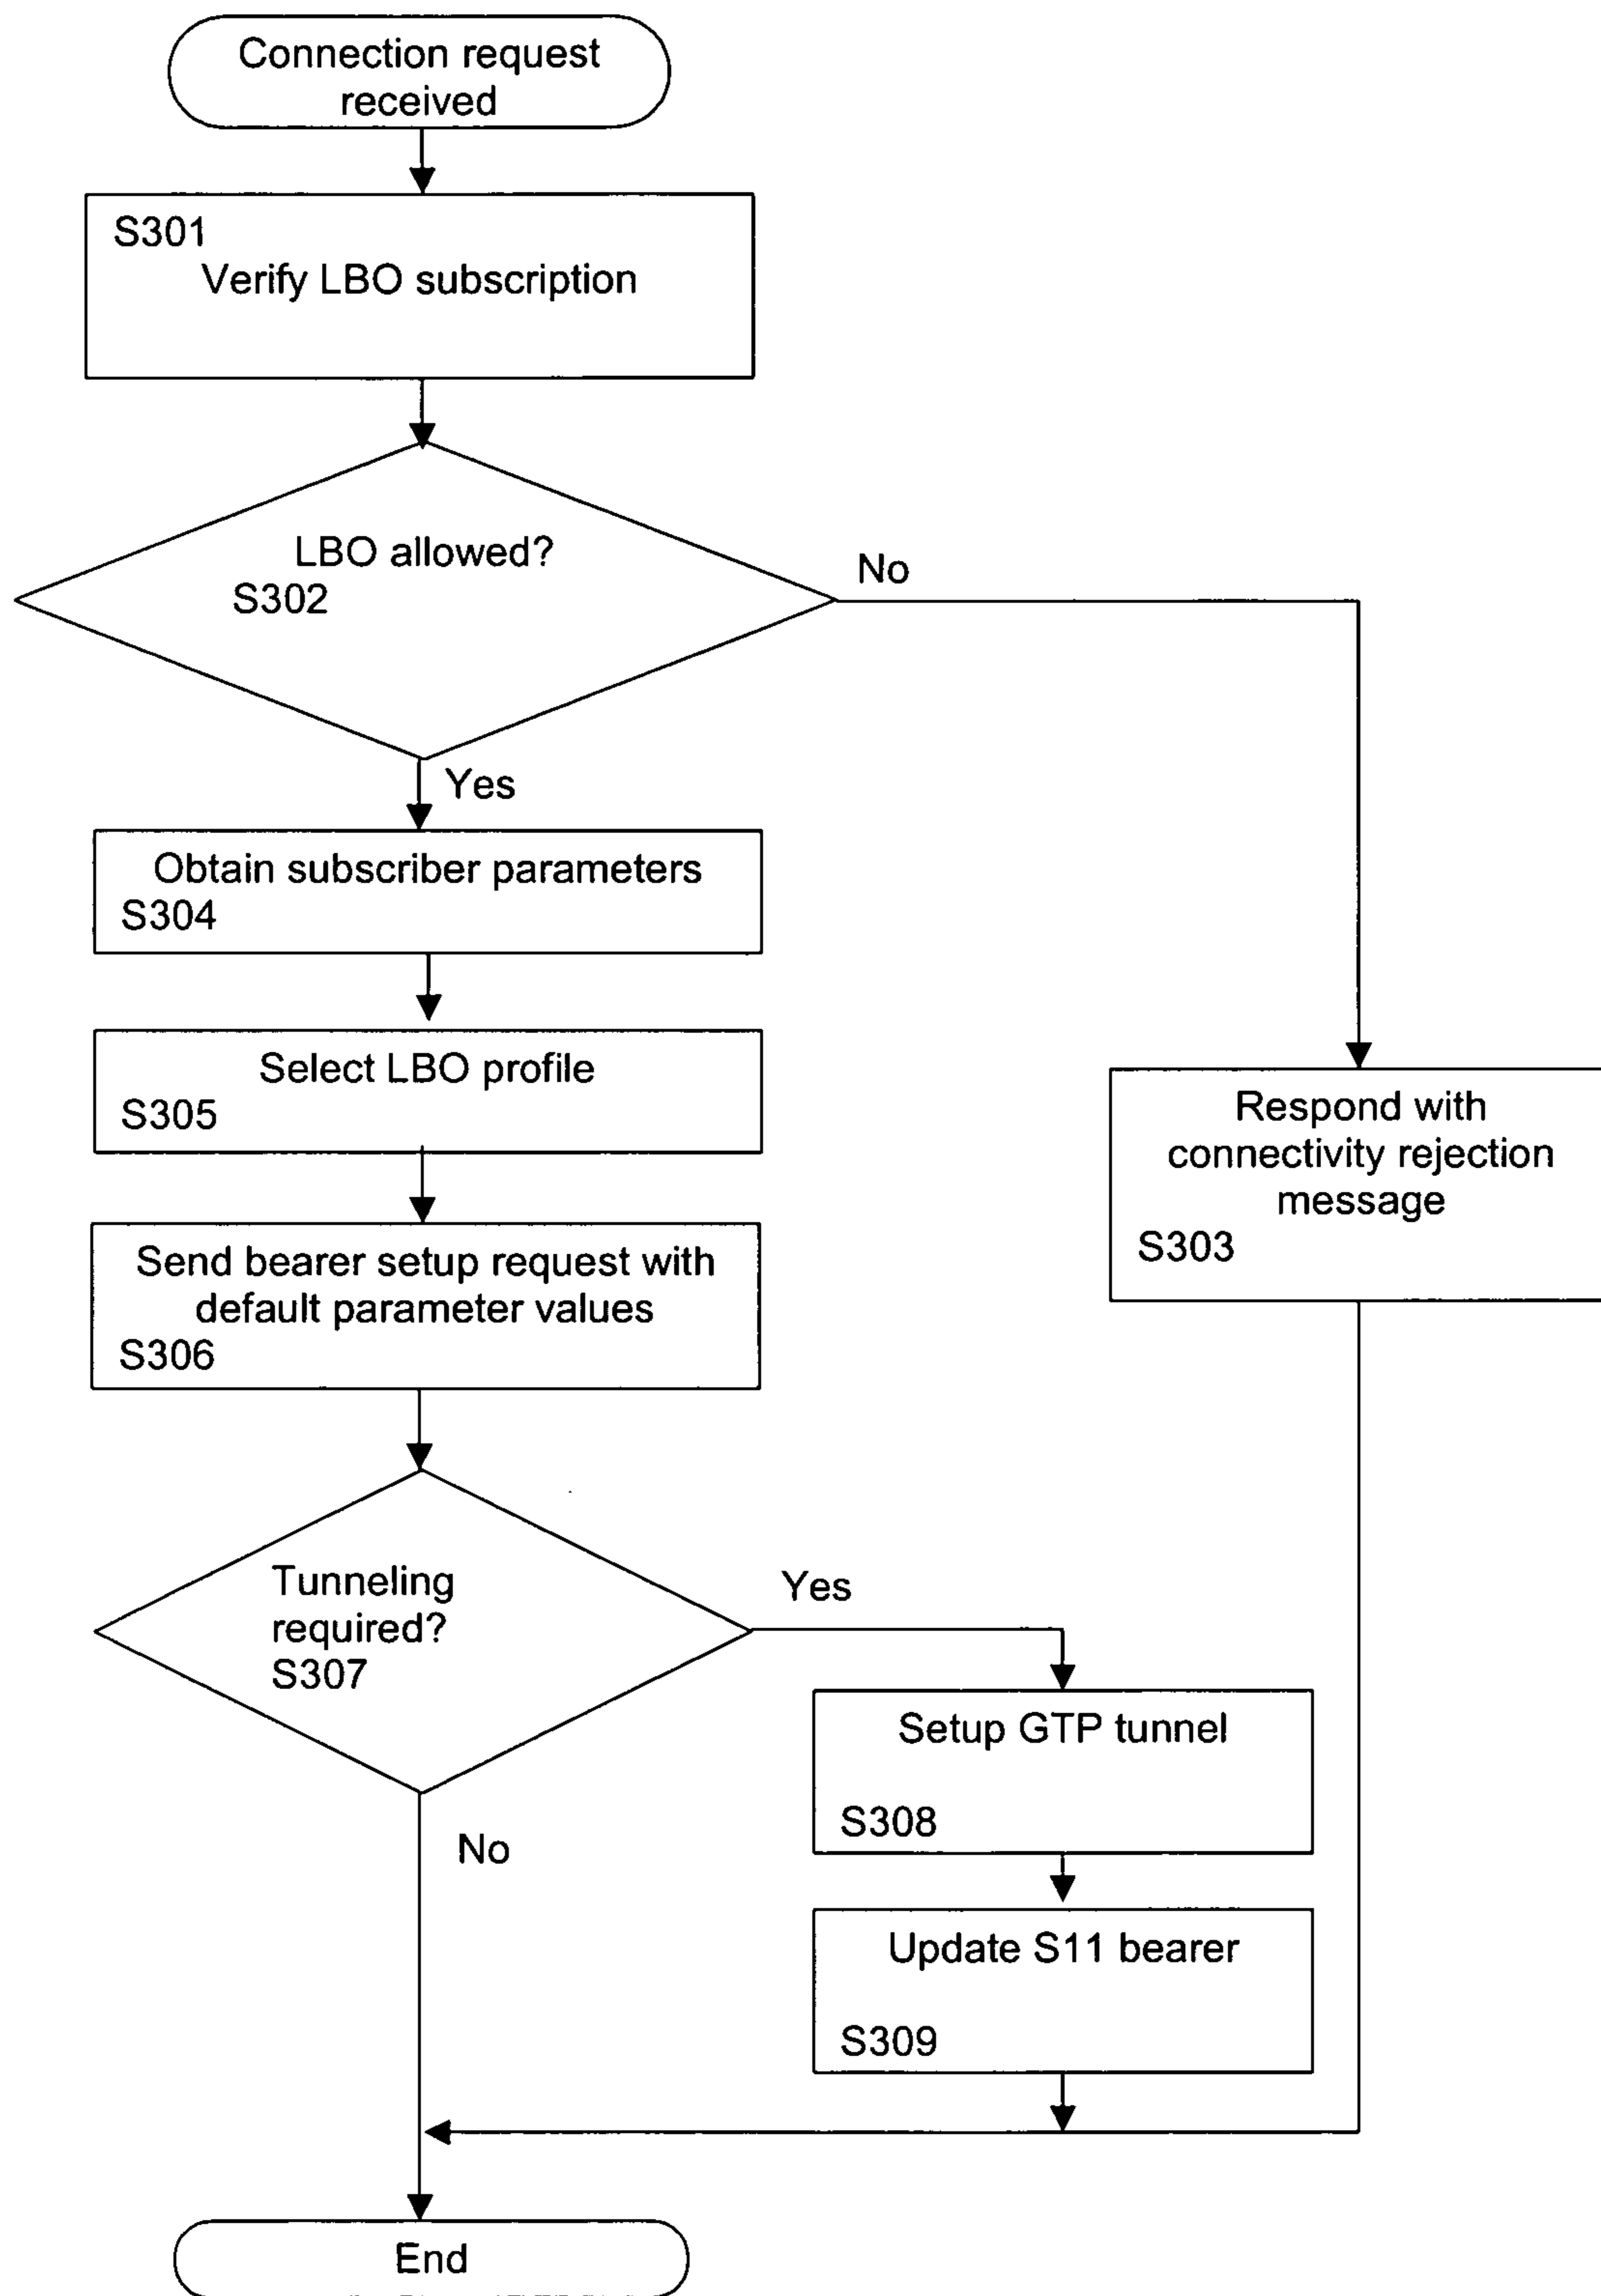 Connection request
received
S301
Verify LBO subscription
LBO allowed?
S302
No
Yes
Obtain subscriber parameters
S304
Select LBO profile
S305
Respond with
connectivity rejection
message
S303
Send bearer setup request with
default parameter values
S306
Tunneling
required?
S307
Yes
No
Setup GTP tunnel
S308
Update S11 bearer
S309
End